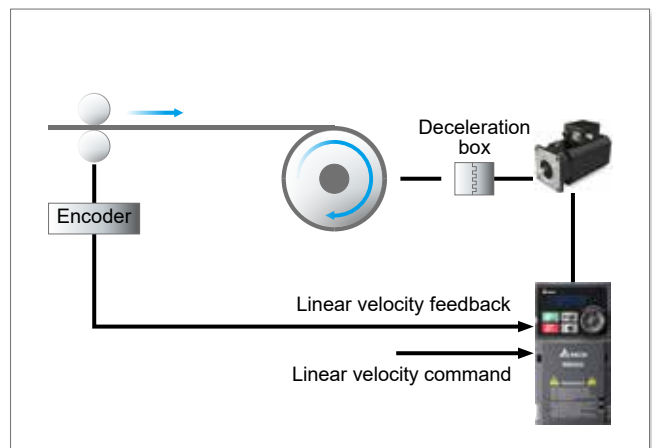 Deceleration
box
Encoder
Linear velocity feedback
Linear velocity command